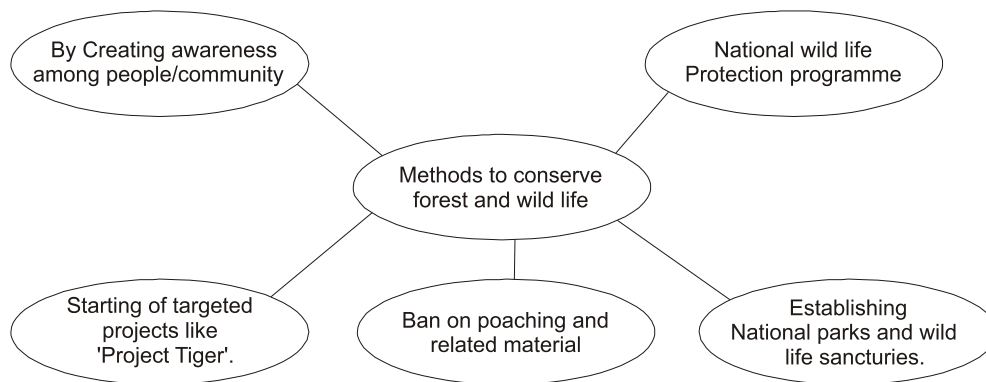 By Creating awareness
among people/community
National wild life
Protection programme
Methods to conserve
forest and wild life
Starting of targeted
projects like
'Project Tiger'.
Ban on poaching and
related material
Establishing
National parks and wild
life sancturies.